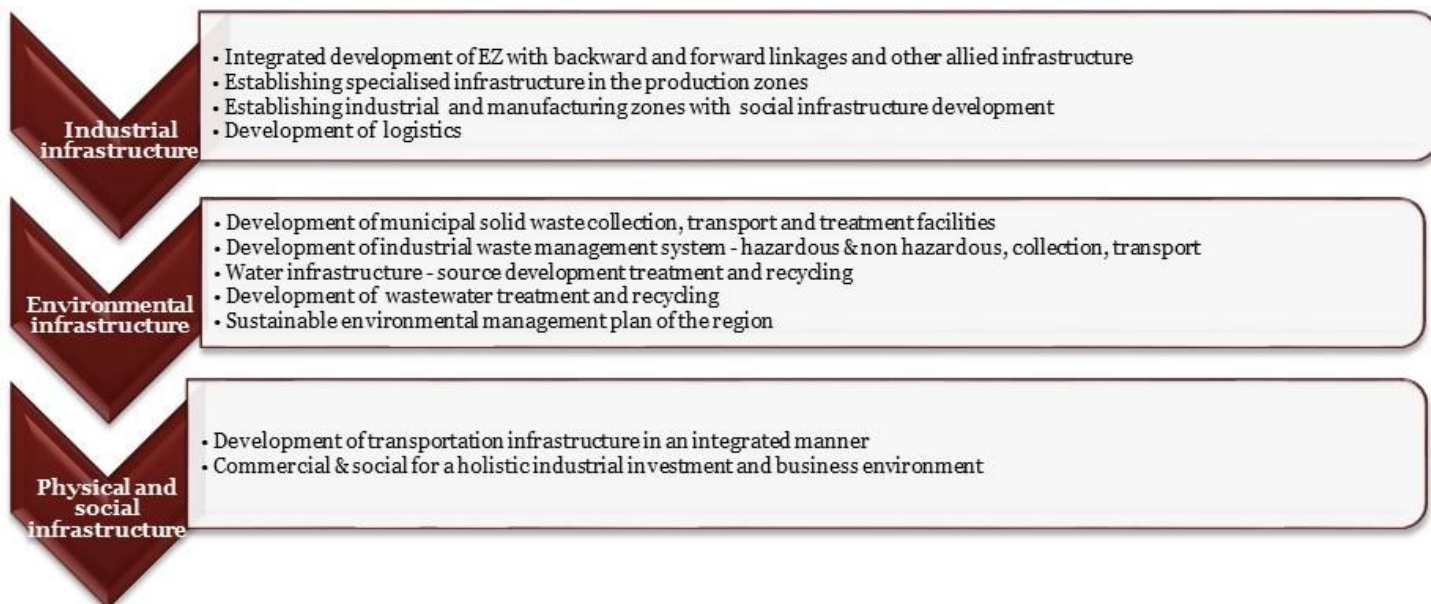 Industrial
infrastructure
• Integrated development of EZ with backward and forward linkages and other allied infrastructure
• Establishing specialised infrastructure in the production zones
• Establishing industrial and manufacturing zones with social infrastructure development
• Development of logistics
Environmental
infrastructure
• Development of municipal solid waste collection, transport and treatment facilities
• Development of industrial waste management system - hazardous & non hazardous, collection, transport
• Water infrastructure - source development treatment and recycling
• Development of wastewater treatment and recycling
• Sustainable environmental management plan of the region
Physical and
social
infrastructure
• Development of transportation infrastructure in an integrated manner
• Commercial & social for a holistic industrial investment and business environment